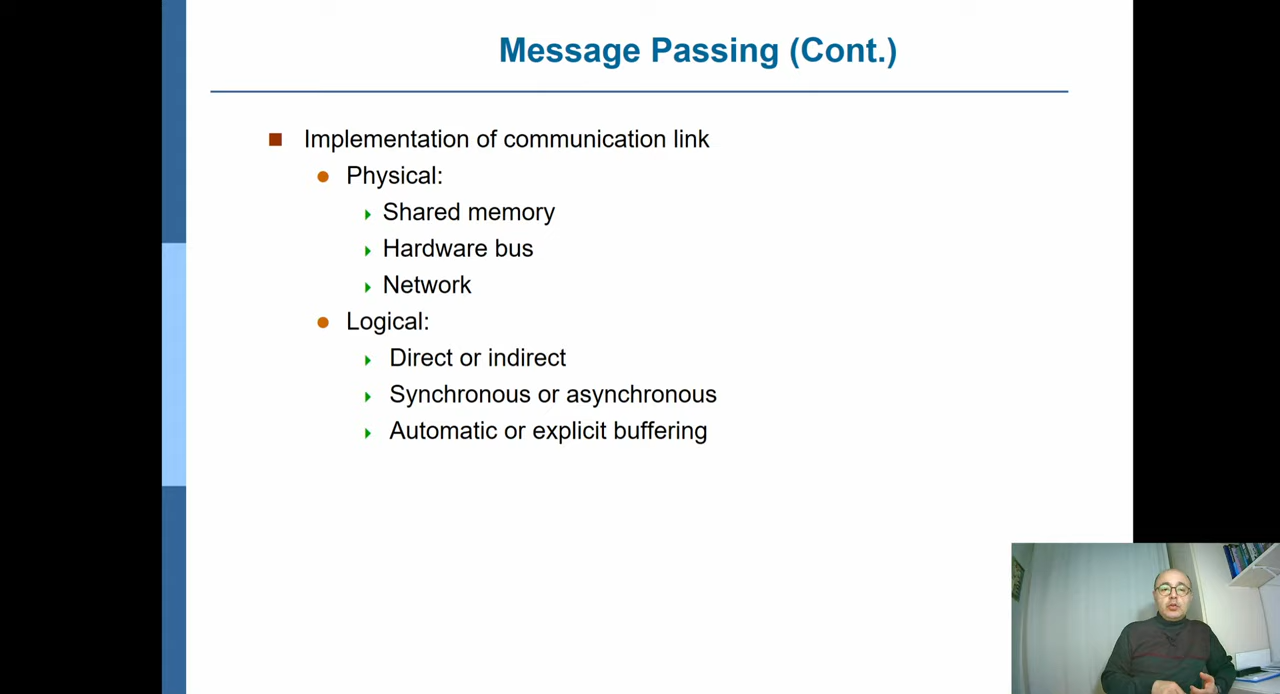 Message Passing (Cont.)
Implementation of communication link
Physical:
Shared memory
Hardware bus
Network
Logical:
Direct or indirect
Synchronous or asynchronous
Automatic or explicit buffering